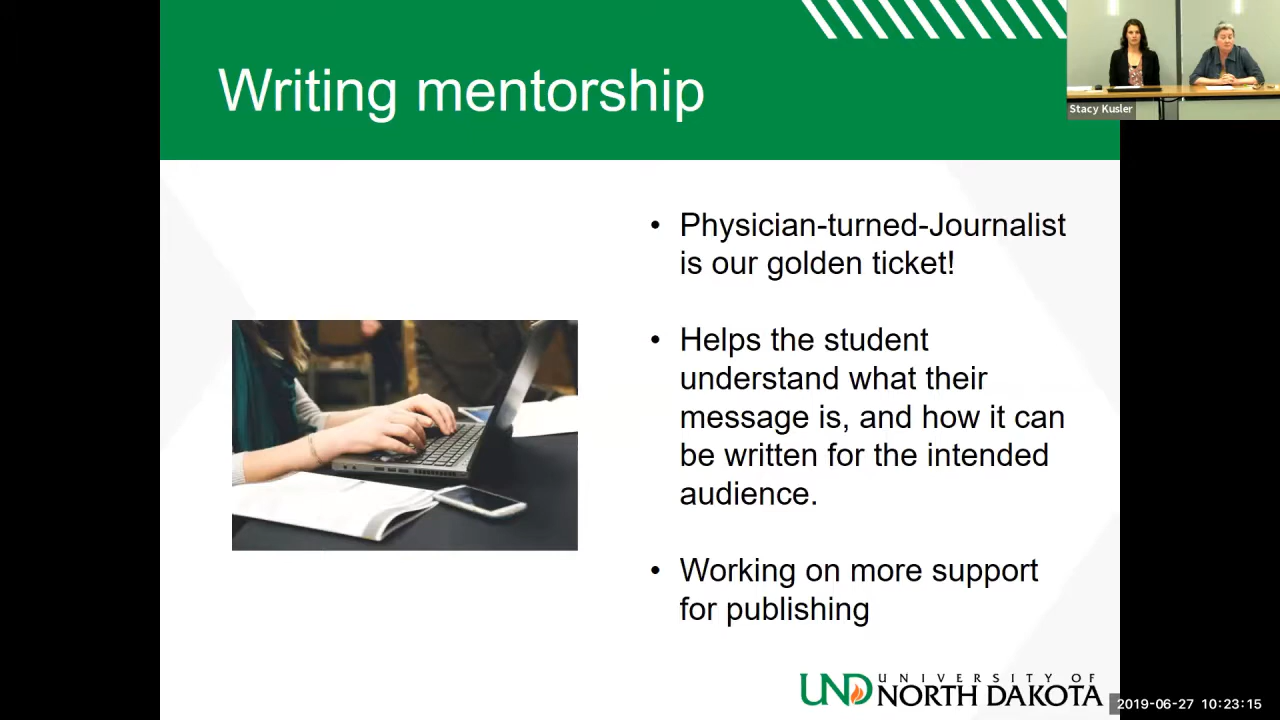 Writing mentorship
Stacy Kusler
• Physician-turned-Journalist
is our golden ticket!
• Helps the student
understand what their
message is, and how it can
be written for the intended
audience.
• Working on more support
for publishing
UND UNIVERSITY OF
NORTH DAKOTA
2019-06-27 10:23:15